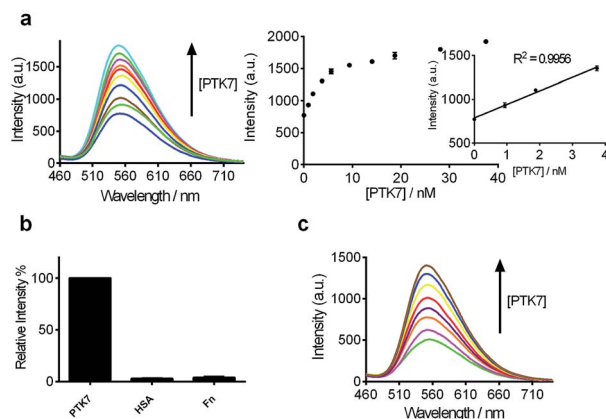 a
Intensity (a.u.)
1500
1000
500
0
460 510 560 610 660 710
Wavelength / nm
[PTK7]
Intensity (a.u.)
2000
1500
1000
500
0
0 10 20 30 40
[PTK7] / nM
R² = 0.9956
Intensity (a.u.)
1500
1000
500
0 1 2 3 4
[PTK7] / nM
b
Relative Intensity %
100
50
0
PTK7 HSA Fn
c
Intensity (a.u.)
1500
1000
500
0
460 510 560 610 660 710
Wavelength / nm
[PTK7]